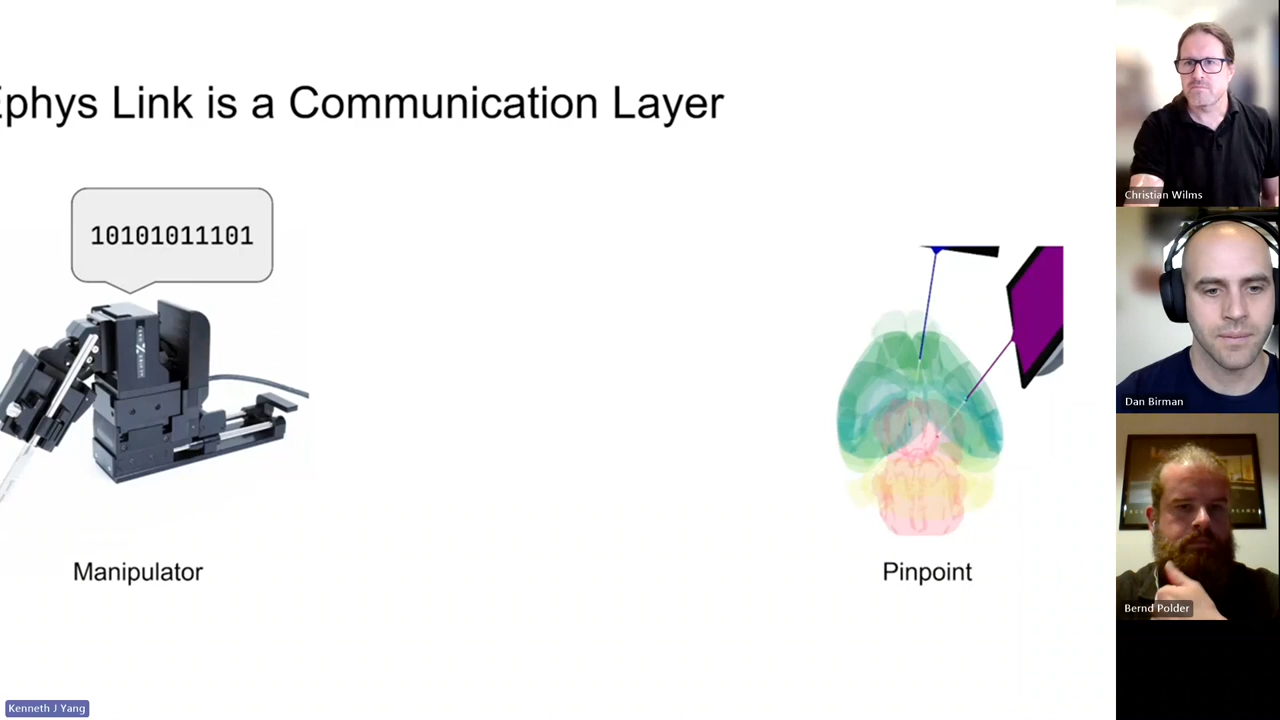 Ephys Link is a Communication Layer
10101011101
Manipulator
Pinpoint
Christian Wilms
Dan Birman
Bernd Polder
Kenneth J Yang